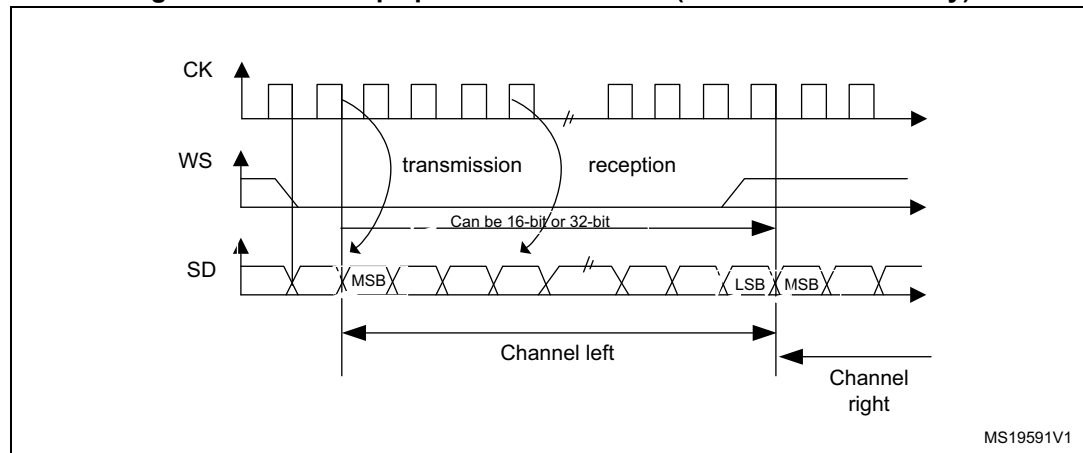 CK
WS
transmission
reception
Can be 16-bit or 32-bit
SD
MSB
LSB
MSB
Channel left
Channel
right
MS19591V1